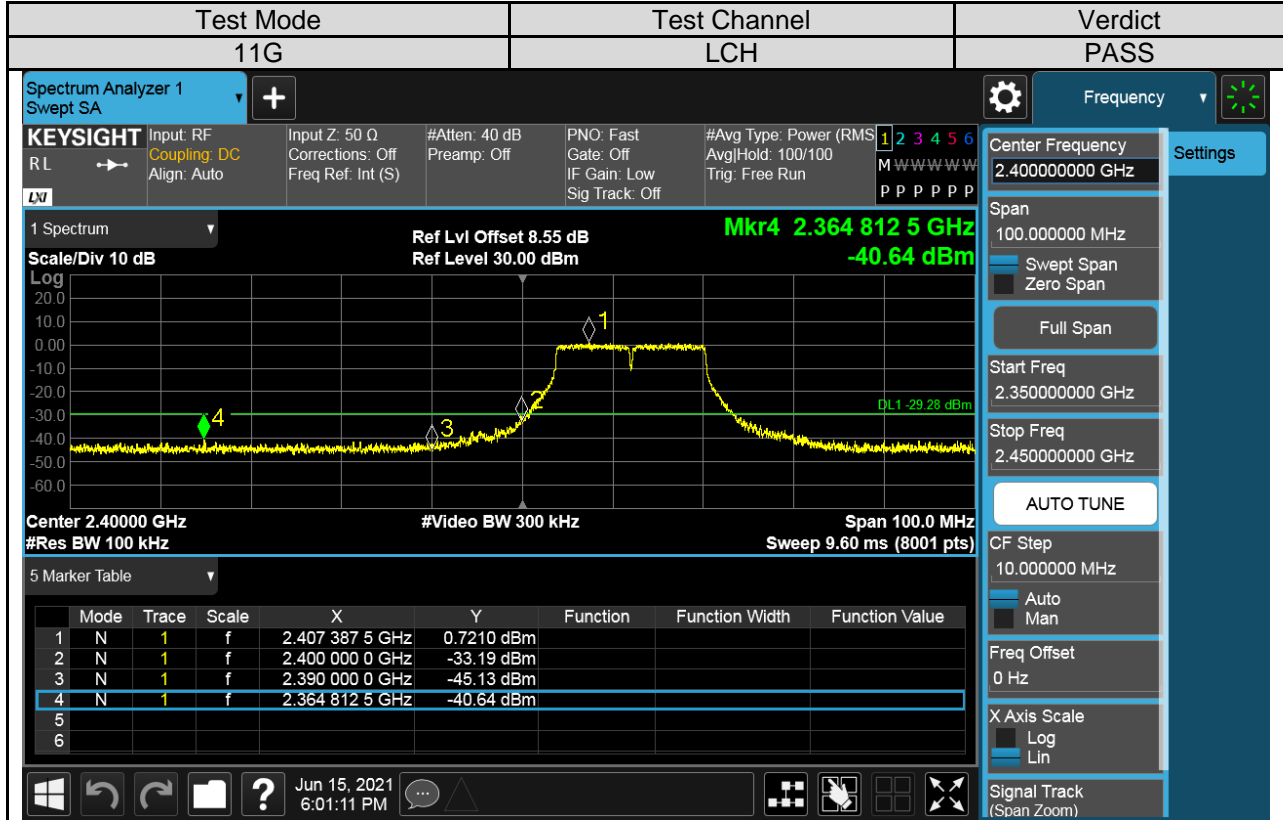 Test Mode Test Channel Verdict
11G LCH PASS
Spectrum Analyzer 1
Swept SA
+
Frequency
KEYSIGHT
R L
LXI
Input: RF
Coupling: DC
Align: Auto
Input Z: 50 Ω
Corrections: Off
Freq Ref: Int (S)
#Atten: 40 dB
Preamp: Off
PNO: Fast
Gate: Off
IF Gain: Low
Sig Track: Off
#Avg Type: Power (RMS
Avg|Hold: 100/100
Trig: Free Run
1 2 3 4 5 6
M W W W W W
P P P P P P
1 Spectrum
Scale/Div 10 dB
Ref Lvl Offset 8.55 dB
Ref Level 30.00 dBm
Mkr4 2.364 812 5 GHz
-40.64 dBm
Log
20.0
10.0
0.00
-10.0
-20.0
-30.0
-40.0
-50.0
-60.0
1
2
3
4
DL1 -29.28 dBm
Center 2.40000 GHz #Video BW 300 kHz Span 100.0 MHz
#Res BW 100 kHz Sweep 9.60 ms (8001 pts)
5 Marker Table
Mode Trace Scale X Y Function Function Width Function Value
1 N 1 f 2.407 387 5 GHz 0.7210 dBm
2 N 1 f 2.400 000 0 GHz -33.19 dBm
3 N 1 f 2.390 000 0 GHz -45.13 dBm
4 N 1 f 2.364 812 5 GHz -40.64 dBm
5
6
?
Jun 15, 2021
6:01:11 PM
Center Frequency
2.400000000 GHz
Settings
Span
100.000000 MHz
Swept Span
Zero Span
Full Span
Start Freq
2.350000000 GHz
Stop Freq
2.450000000 GHz
AUTO TUNE
CF Step
10.000000 MHz
Auto
Man
Freq Offset
0 Hz
X Axis Scale
Log
Lin
Signal Track
(Span Zoom)